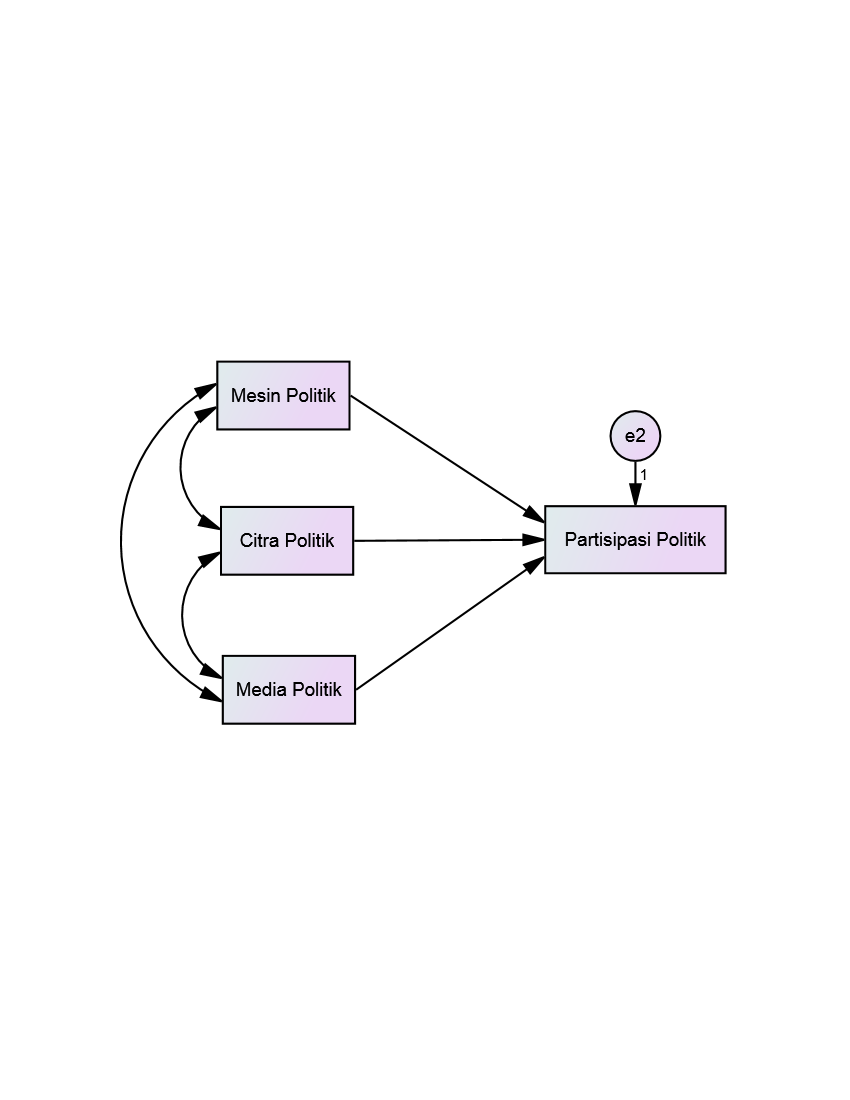 Mesin Politik
e2
1
Citra Politik
Partisipasi Politik
Media Politik